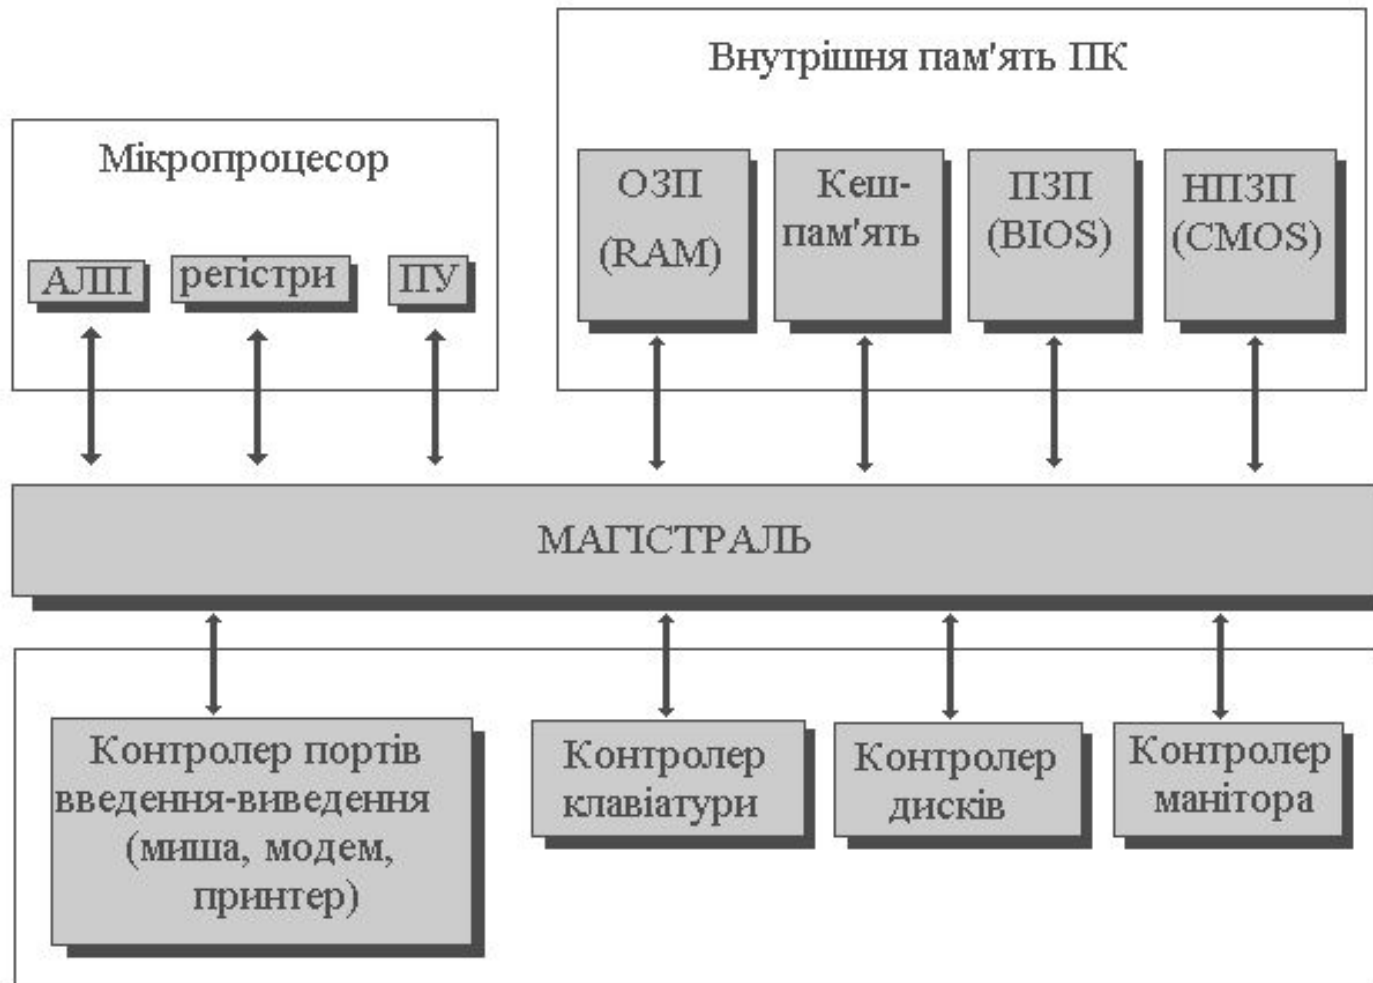 Внутрішня пам'ять ПК
Мікропроцесор
АЛП
регістри
ПУ
ОЗП
(RAM)
Кеш-
пам'ять
ПЗП
(BIOS)
НПЗП
(CMOS)
МАГІСТРАЛЬ
Контролер портів
введення-виведення
(миша, модем,
принтер)
Контролер
клавіатури
Контролер
дисків
Контролер
манітора